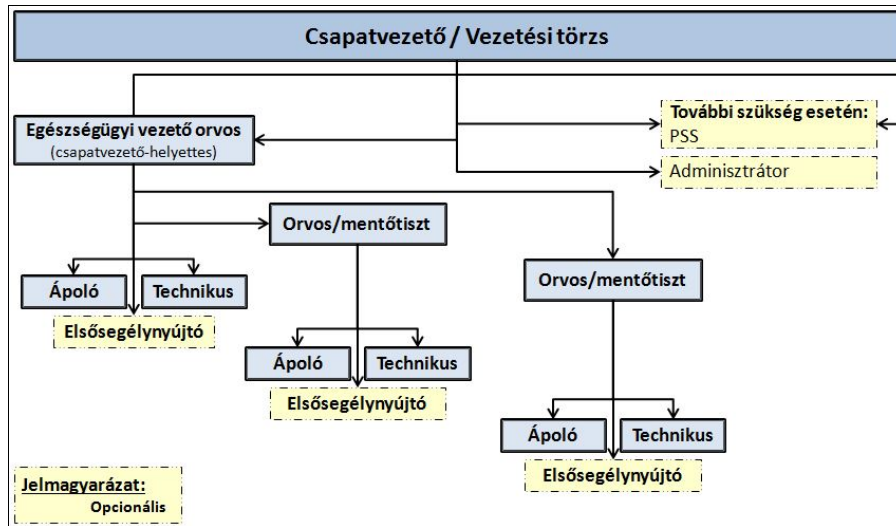 Csapatvezető / Vezetési törzs
Egészségügyi vezető orvos
(csapatvezető-helyettes)
További szükség esetén:
PSS
Adminisztrátor
Orvos/mentőtiszt
Orvos/mentőtiszt
Ápoló
Technikus
Elsősegélynyújtó
Ápoló
Technikus
Elsősegélynyújtó
Ápoló
Technikus
Elsősegélynyújtó
Jelmagyarázat:
Opcionális